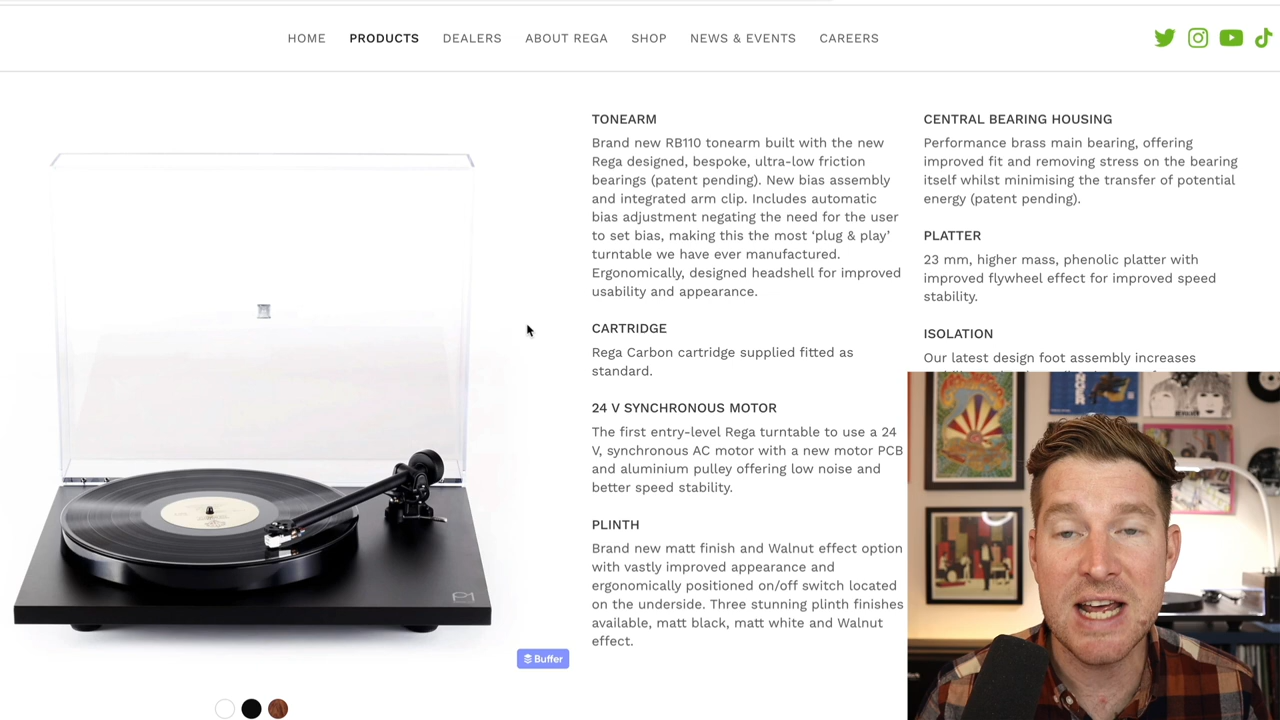 HOME PRODUCTS DEALERS ABOUT REGA SHOP NEWS & EVENTS CAREERS
TONEARM
Brand new RB110 tonearm built with the new
Rega designed, bespoke, ultra-low friction
bearings (patent pending). New bias assembly
and integrated arm clip. Includes automatic
bias adjustment negating the need for the user
to set bias, making this the most ‘plug & play’
turntable we have ever manufactured.
Ergonomically, designed headshell for improved
usability and appearance.
CARTRIDGE
Rega Carbon cartridge supplied fitted as
standard.
24 V SYNCHRONOUS MOTOR
The first entry-level Rega turntable to use a 24
V, synchronous AC motor with a new motor PCB
and aluminium pulley offering low noise and
better speed stability.
PLINTH
Brand new matt finish and Walnut effect option
with vastly improved appearance and
ergonomically positioned on/off switch located
on the underside. Three stunning plinth finishes
available, matt black, matt white and Walnut
effect.
CENTRAL BEARING HOUSING
Performance brass main bearing, offering
improved fit and removing stress on the bearing
itself whilst minimising the transfer of potential
energy (patent pending).
PLATTER
23 mm, higher mass, phenolic platter with
improved flywheel effect for improved speed
stability.
ISOLATION
Our latest design foot assembly increases
P1
Buffer
REVOLVER